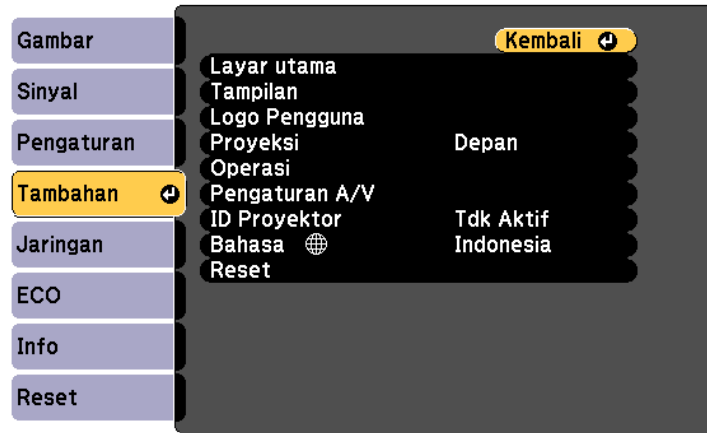 Gambar
Sinyal
Pengaturan
Tambahan
Jaringan
ECO
Info
Reset
Kembali
Layar utama
Tampilan
Logo Pengguna
Proyeksi Depan
Operasi
Pengaturan A/V
ID Proyektor Tdk Aktif
Bahasa Indonesia
Reset